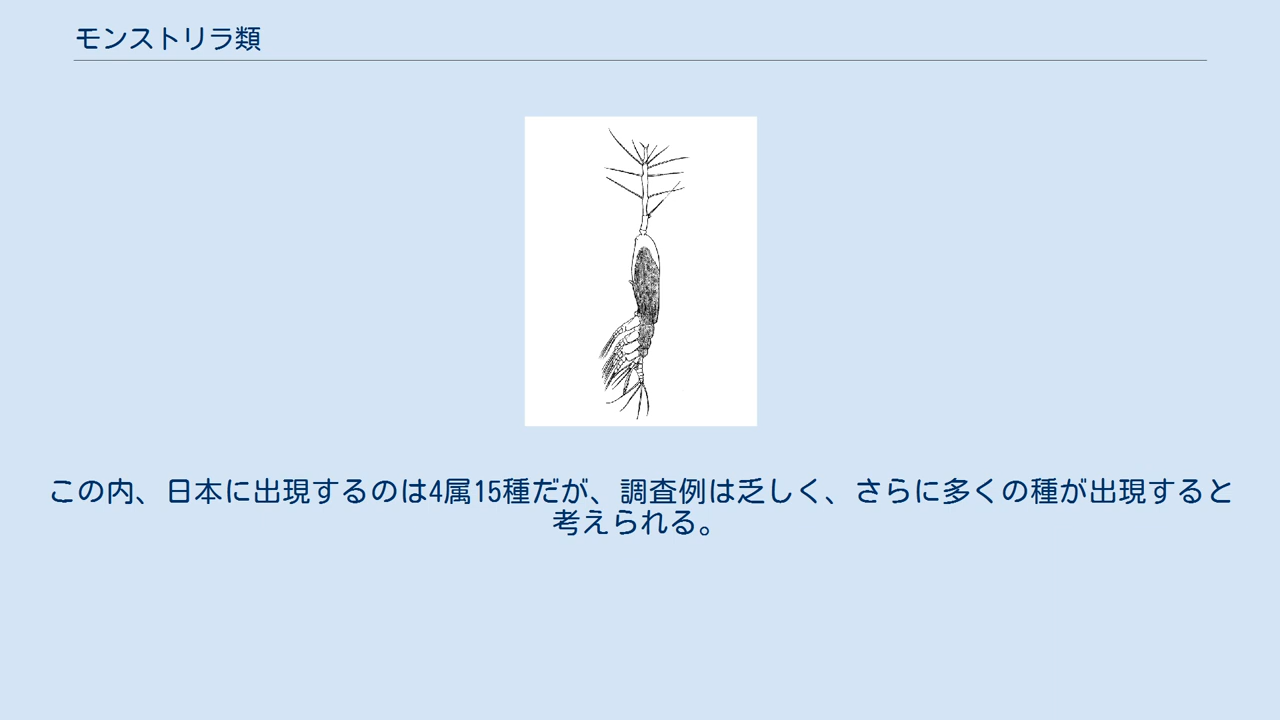 モンストリラ類
この内、日本に出現するのは4属15種だが、調査例は乏しく、さらに多くの種が出現すると
考えられる。